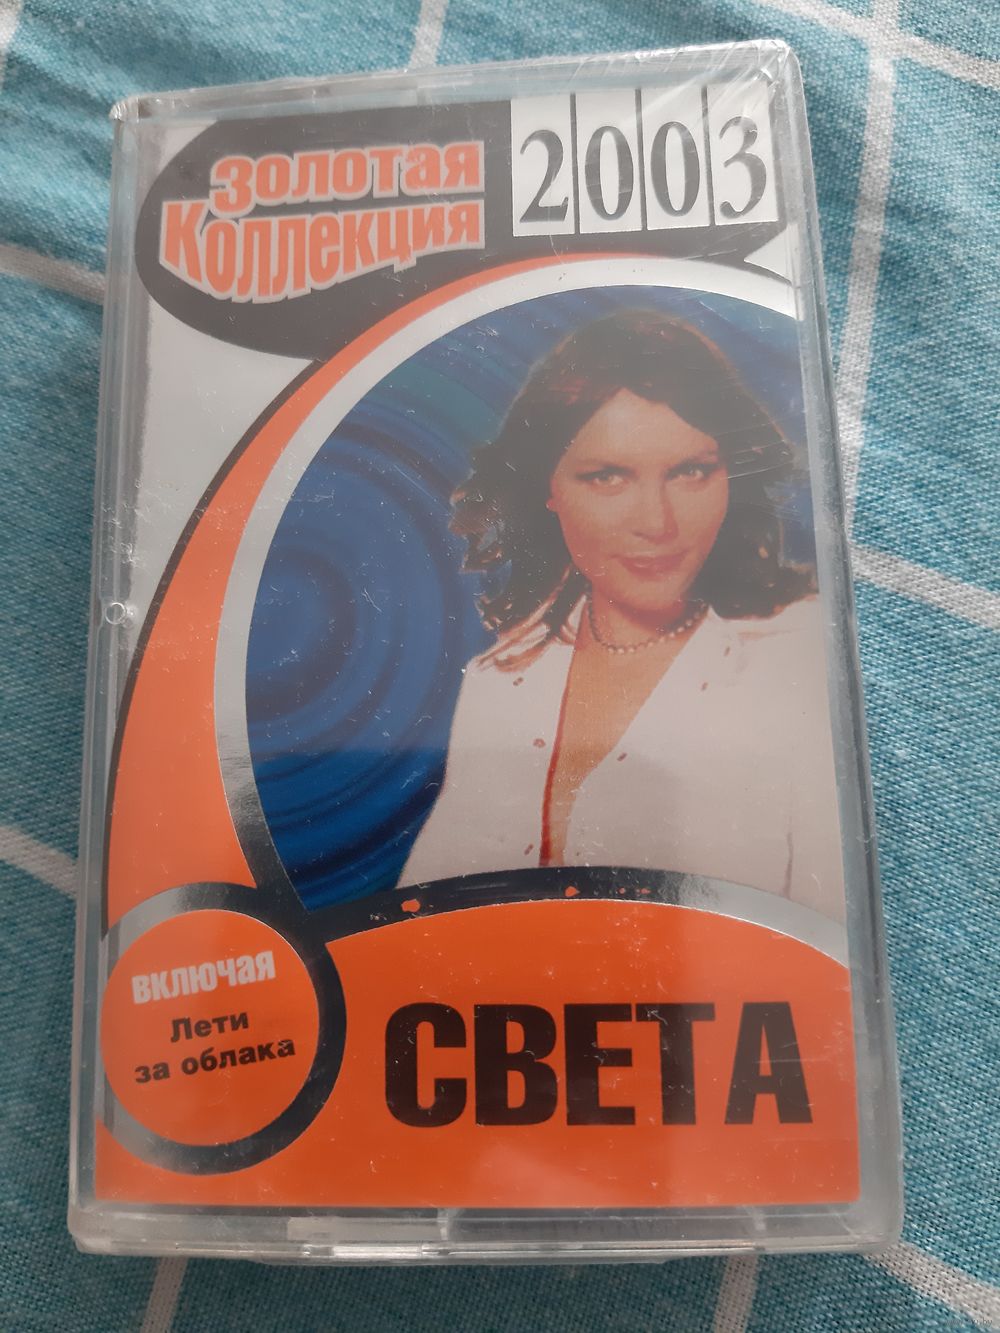 золотая
Коллекция
2003
включая
Лети
за облака
СВЕТА